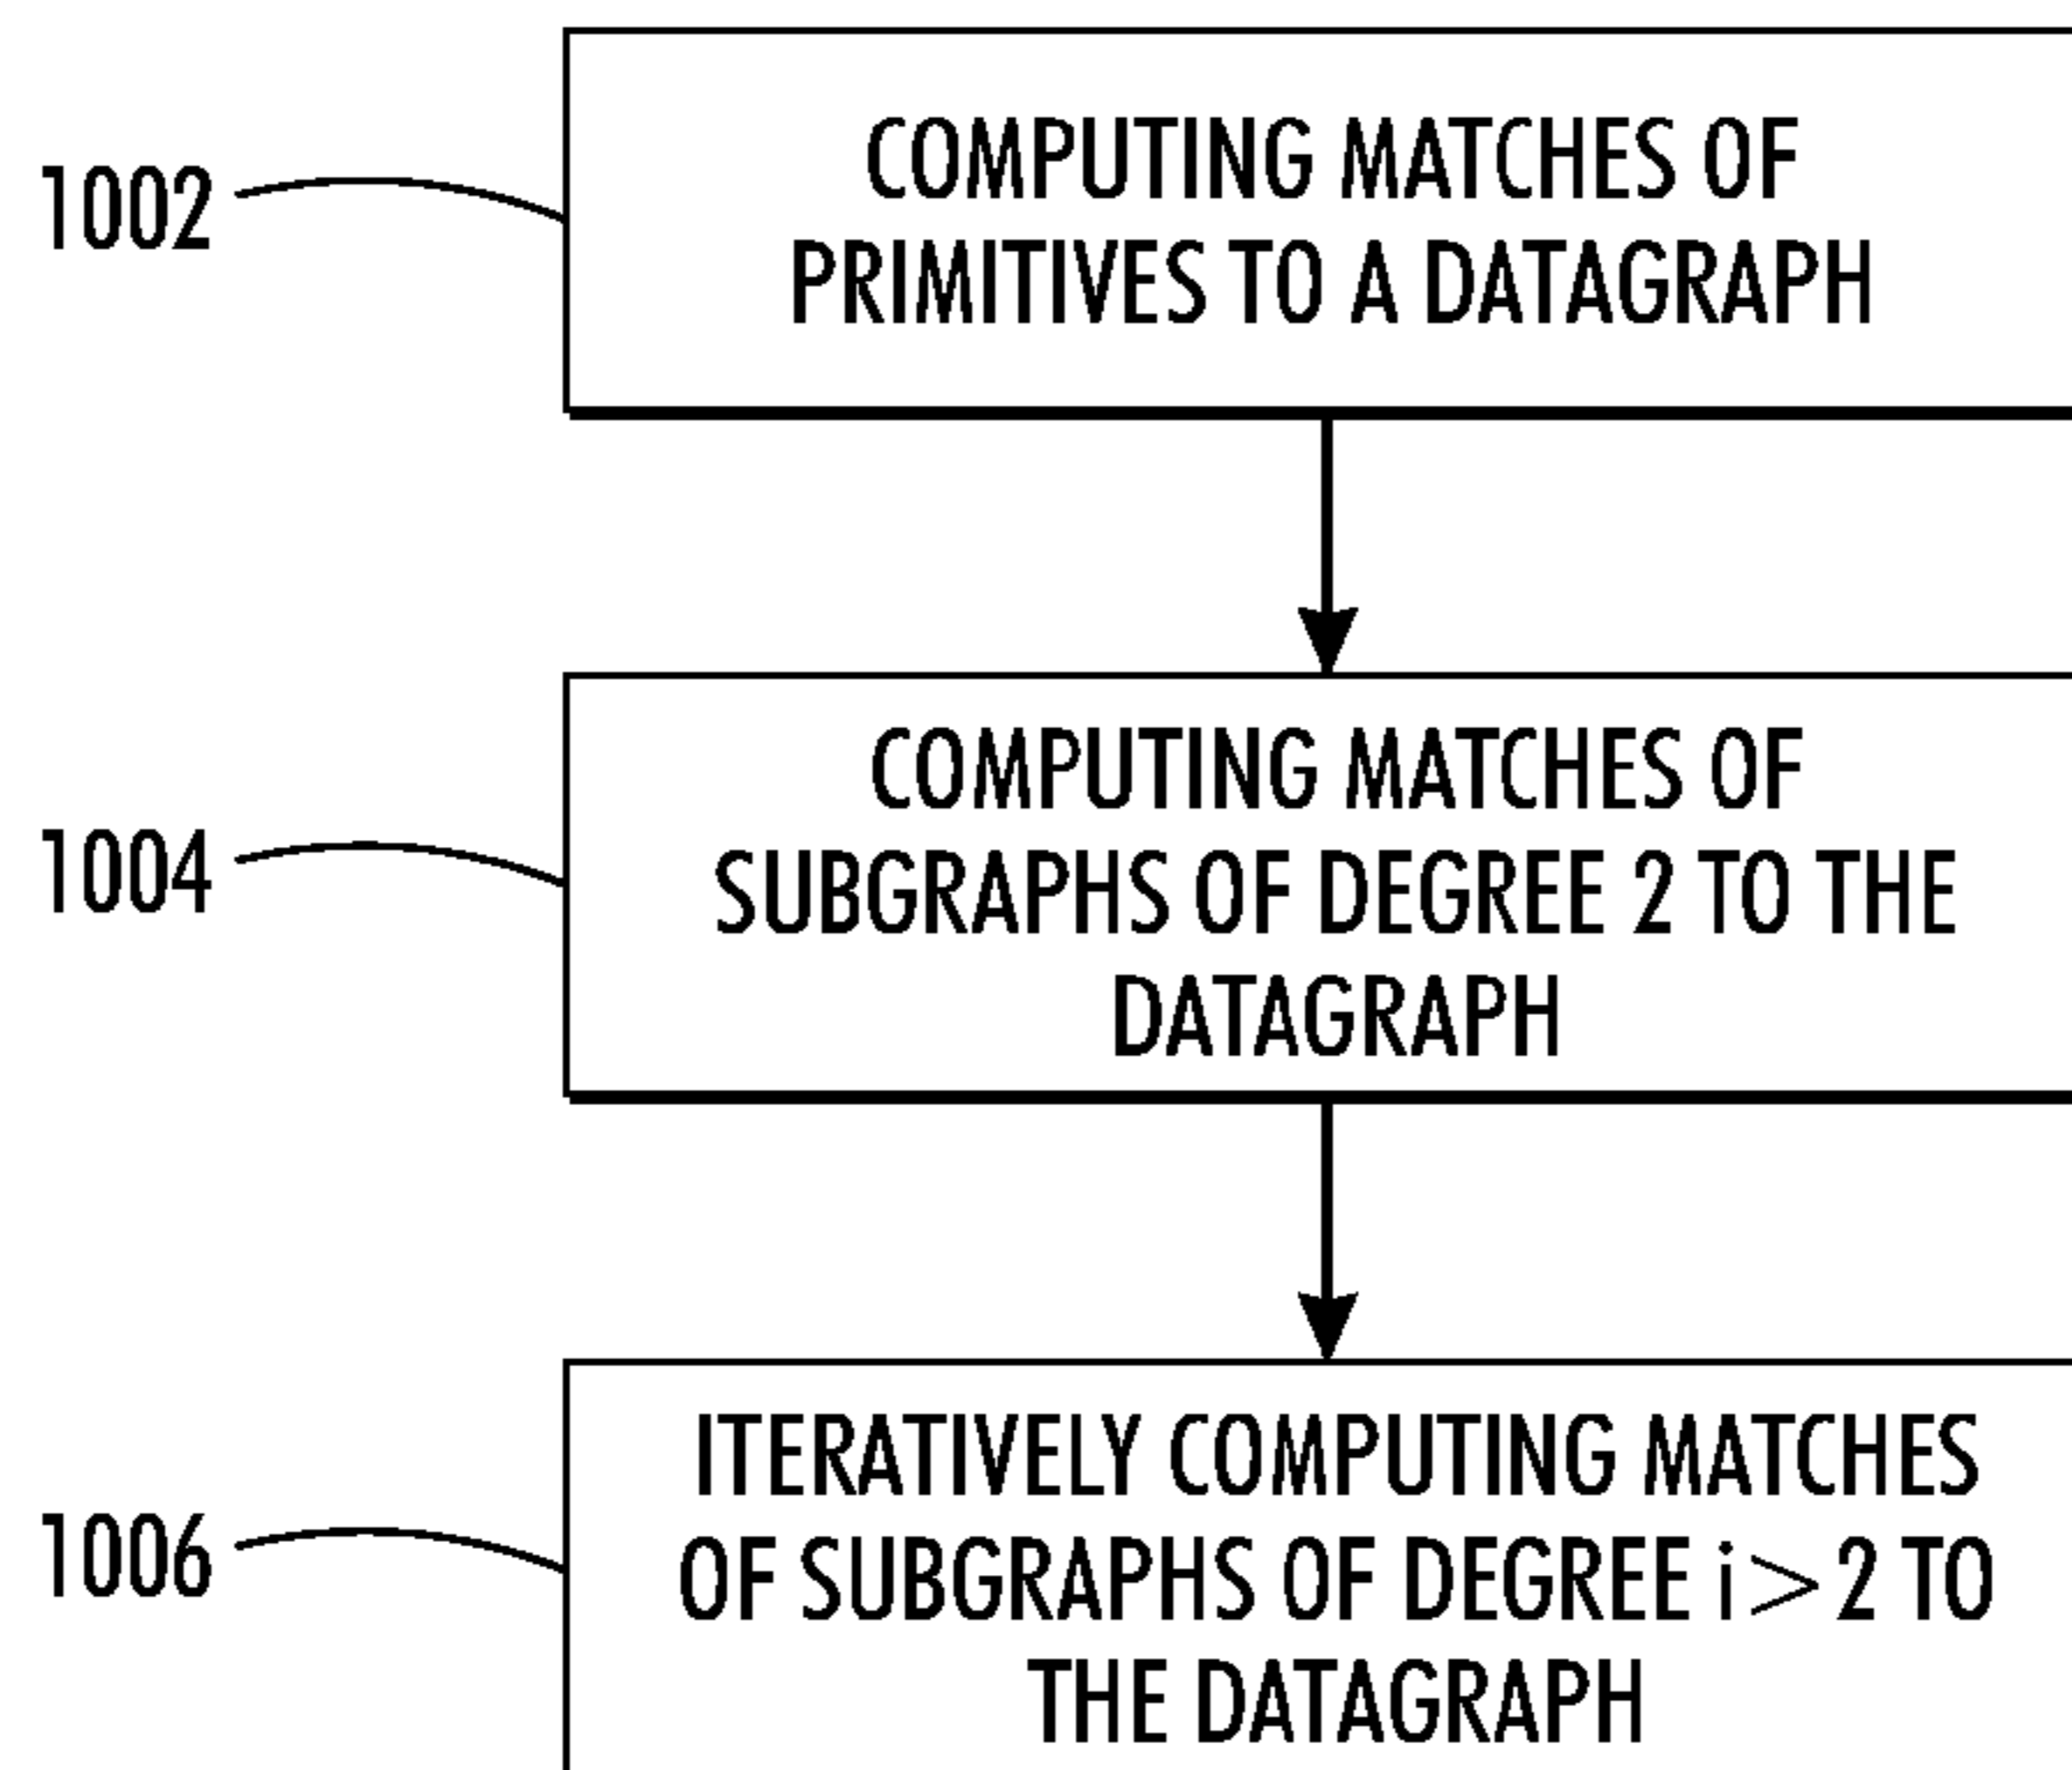 1002
COMPUTING MATCHES OF
PRIMITIVES TO A DATAGRAPH
1004
COMPUTING MATCHES OF
SUBGRAPHS OF DEGREE 2 TO THE
DATAGRAPH
1006
ITERATIVELY COMPUTING MATCHES
OF SUBGRAPHS OF DEGREE i>2 TO
THE DATAGRAPH